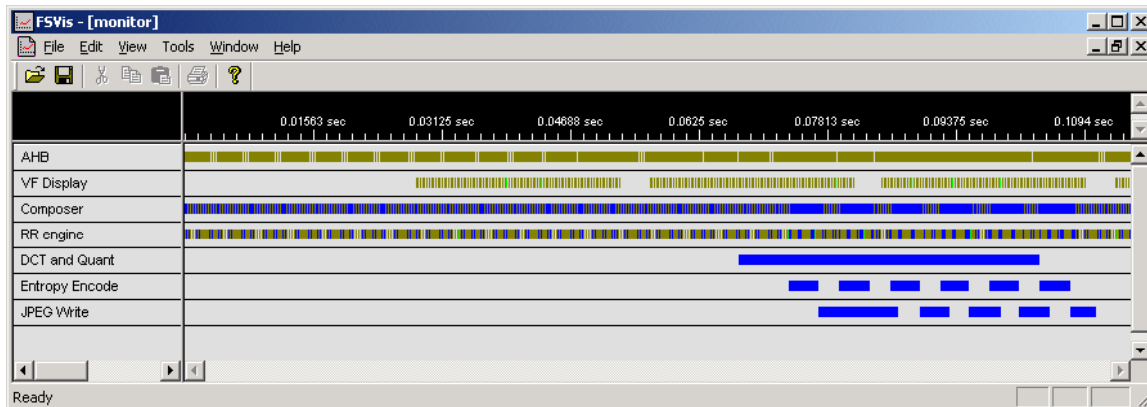 FSVis - [monitor]
File Edit View Tools Window Help
0.01563 sec 0.03125 sec 0.04688 sec 0.0625 sec 0.07813 sec 0.09375 sec 0.1094 sec
AHB
VF Display
Composer
RR engine
DCT and Quant
Entropy Encode
JPEG Write
Ready